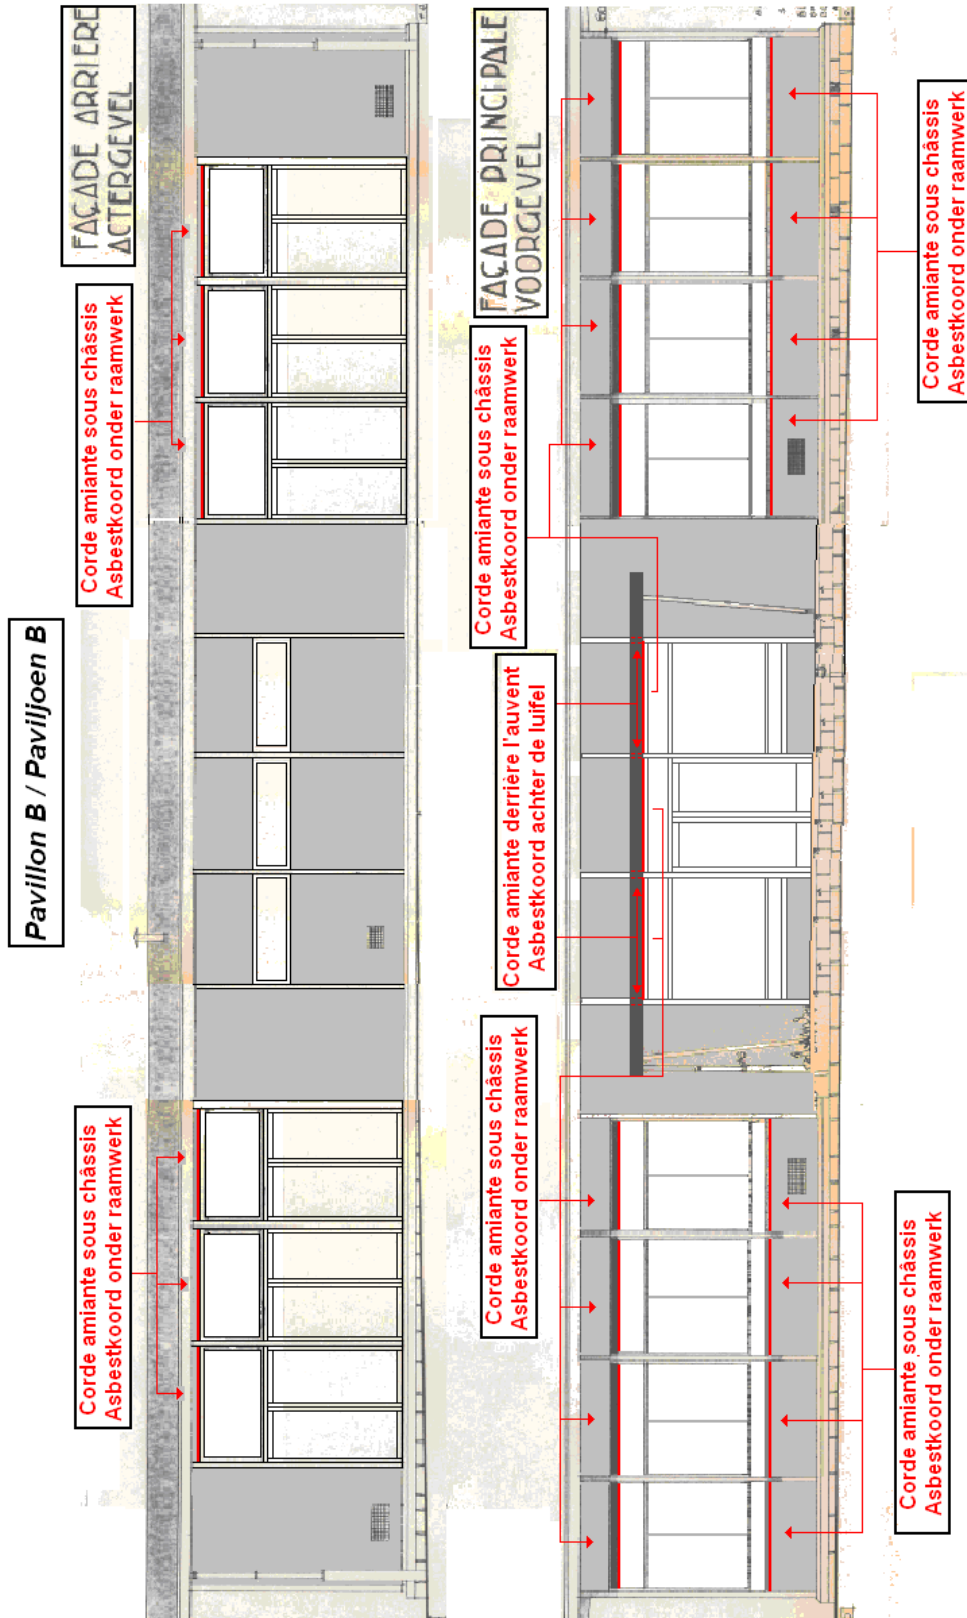 Pavillon B / Paviljoen B
FAÇADE ARRIERE
ACTERGEVEL
Corde amiante sous châssis
Asbestkoord onder raamwerk
Corde amiante sous châssis
Asbestkoord onder raamwerk
FAÇADE PRINCIPALE
VOORGEVEL
Corde amiante sous châssis
Asbestkoord onder raamwerk
Corde amiante derrière l'auvent
Asbestkoord achter de luifel
Corde amiante sous châssis
Asbestkoord onder raamwerk
Corde amiante sous châssis
Asbestkoord onder raamwerk
Corde amiante sous châssis
Asbestkoord onder raamwerk